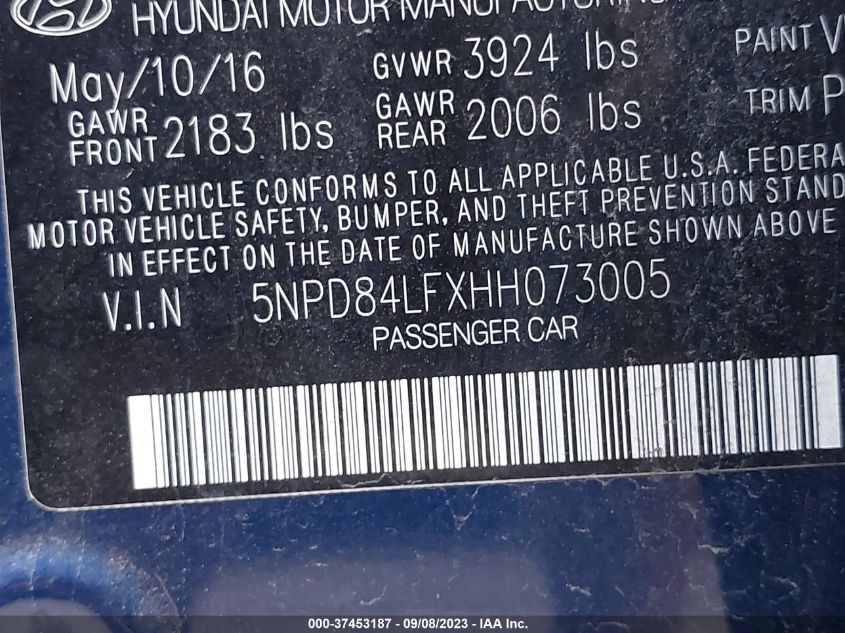 HYUNDAI MOTOR MANUFACTURING
May/10/16 GVWR 3924 lbs PAINT V
GAWR FRONT 2183 lbs GAWR REAR 2006 lbs TRIM P
THIS VEHICLE CONFORMS TO ALL APPLICABLE U.S.A. FEDERA
MOTOR VEHICLE SAFETY, BUMPER, AND THEFT PREVENTION STAND
IN EFFECT ON THE DATE OF MANUFACTURE SHOWN ABOVE
V.I.N 5NPD84LFXHH073005
PASSENGER CAR
000-37453187 - 09/08/2023 - IAA Inc.